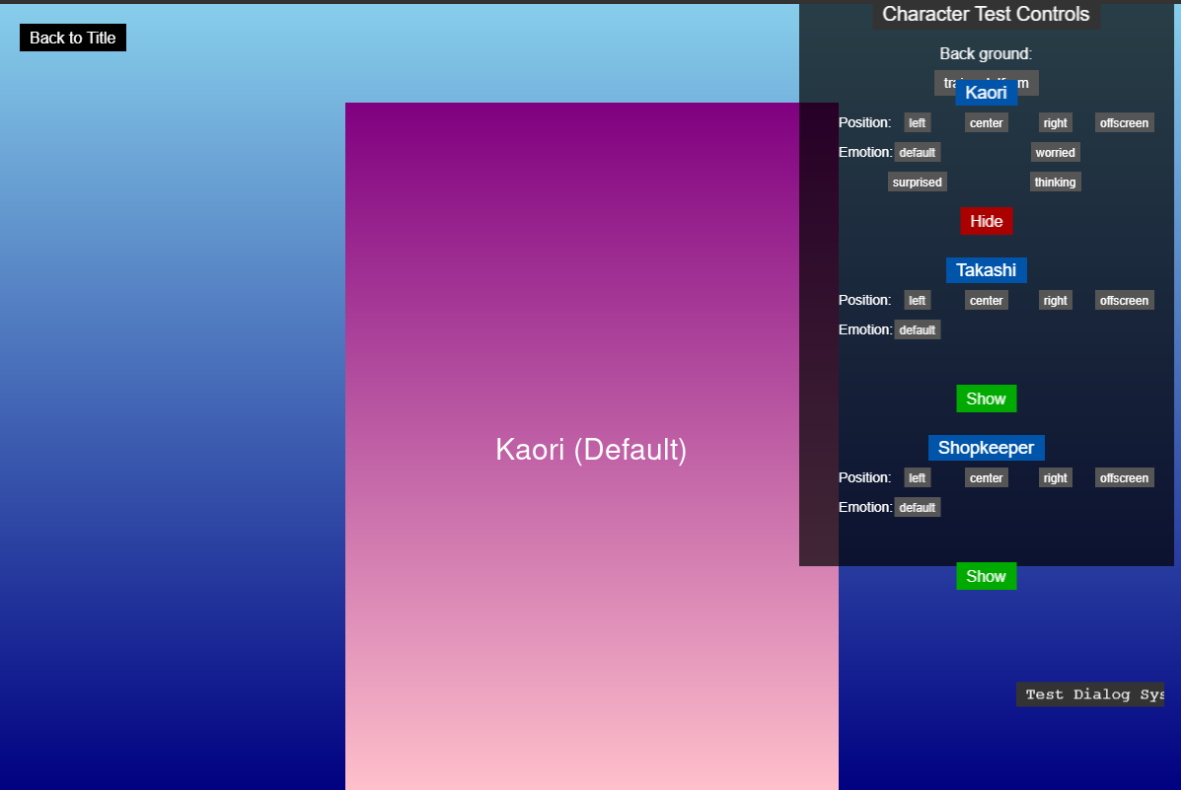 Back to Title
Character Test Controls
Back ground:
Kaori
Position: left center right offscreen
Emotion: default worried
surprised thinking
Hide
Takashi
Position: left center right offscreen
Emotion: default
Show
Kaori (Default)
Shopkeeper
Position: left center right offscreen
Emotion: default
Show
Test Dialog Sys